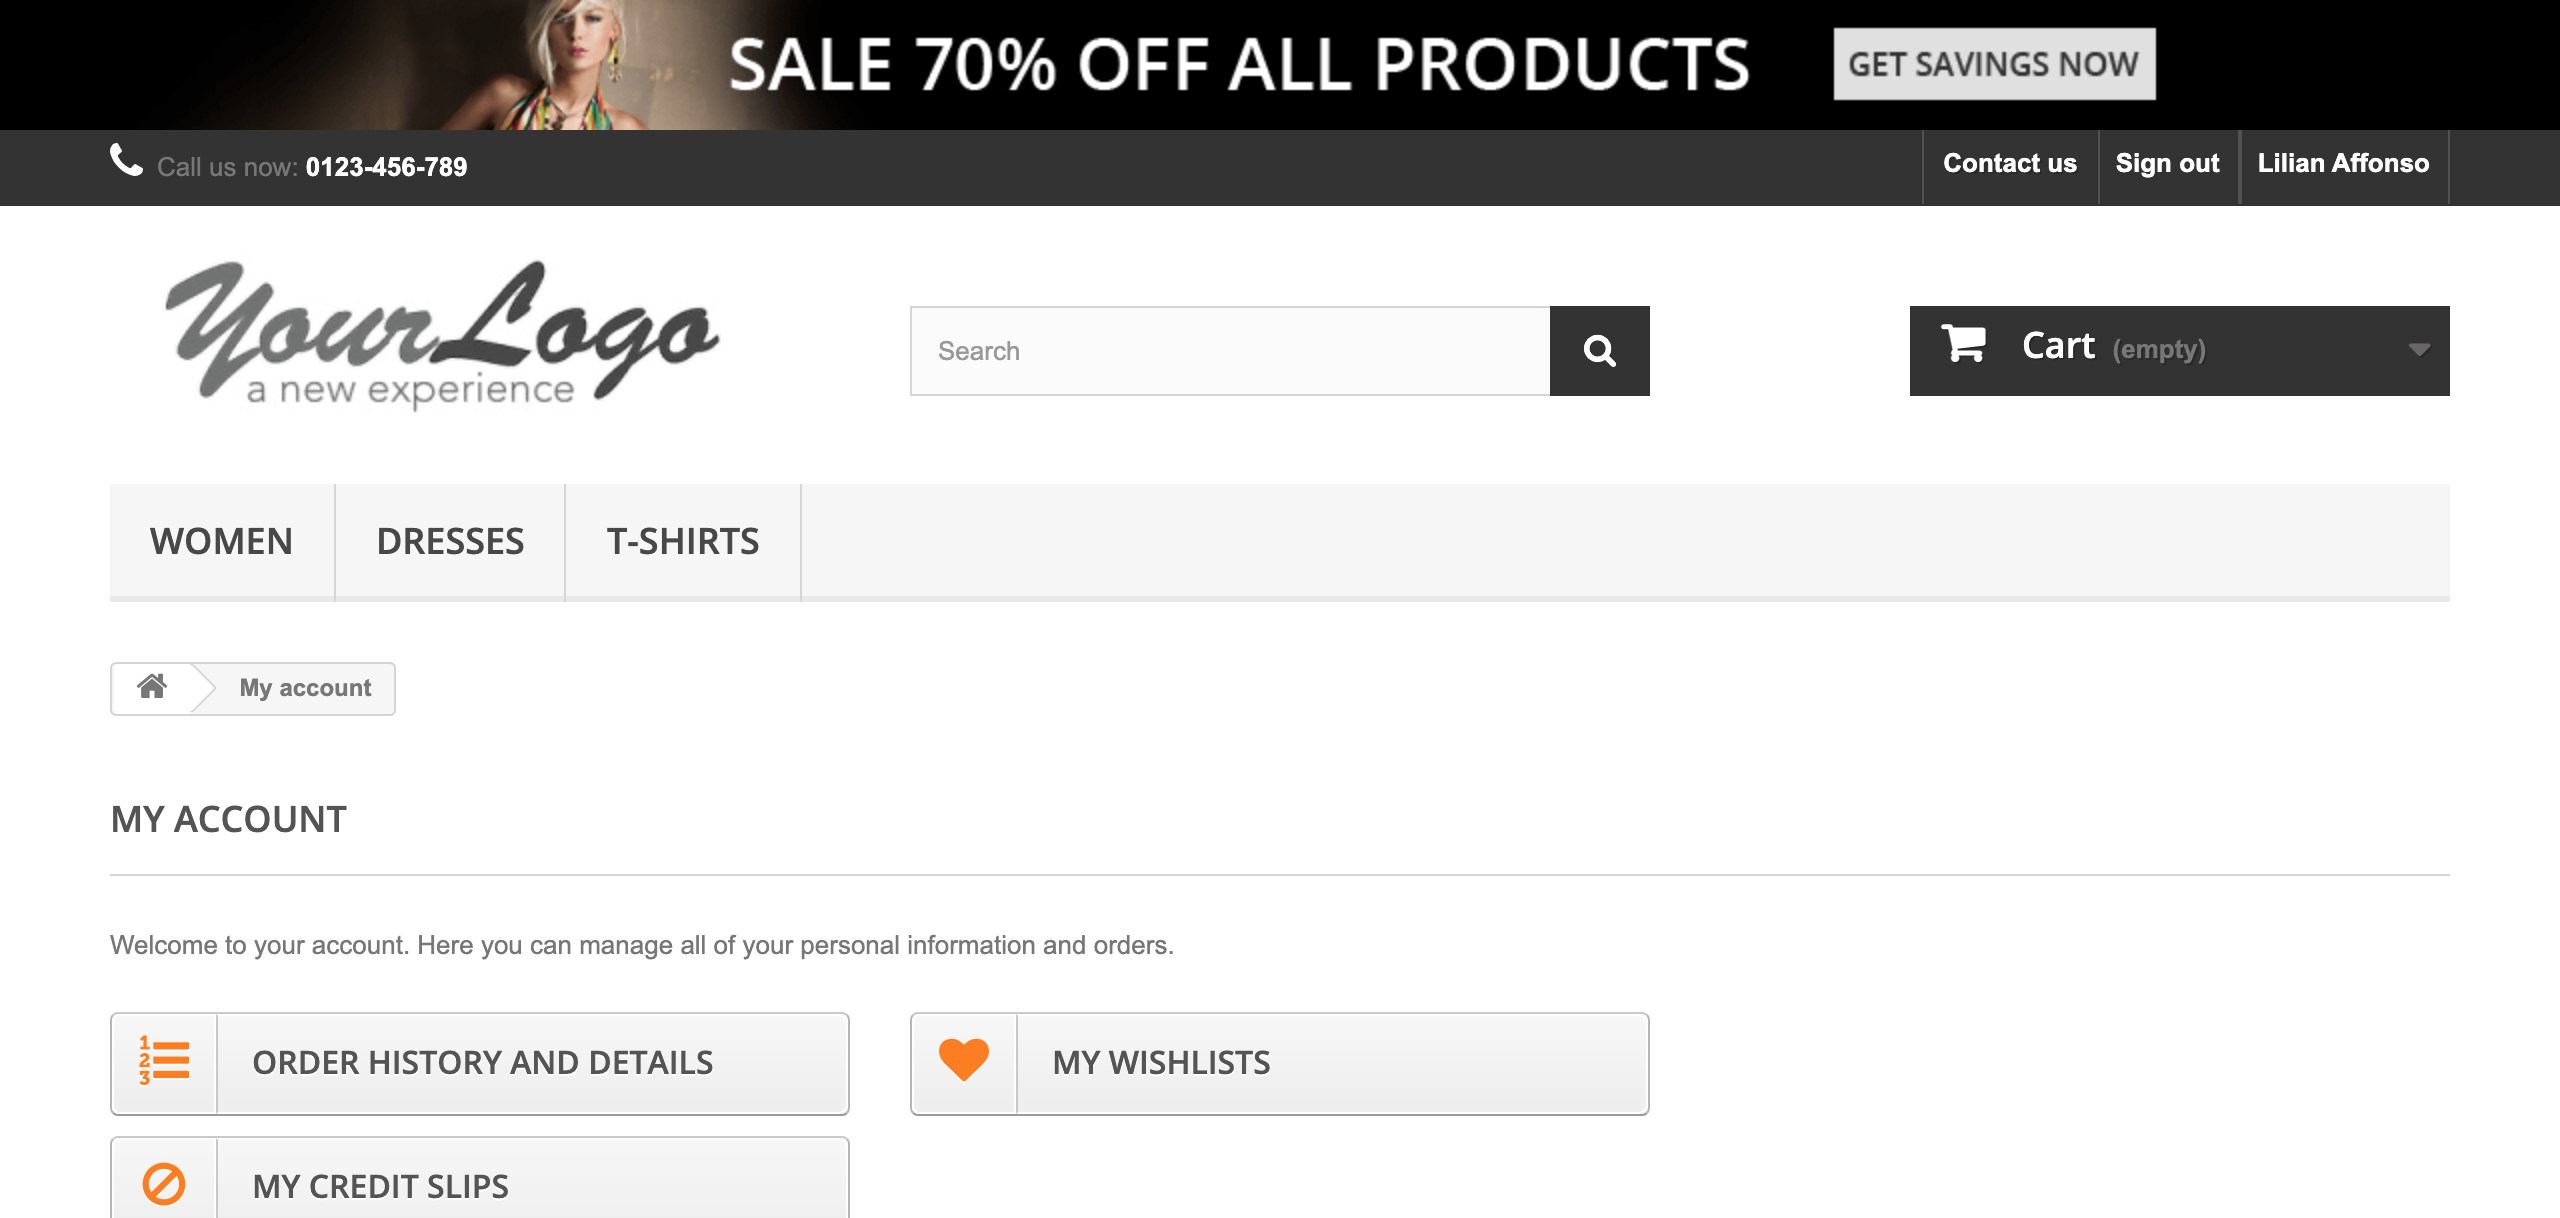 SALE 70% OFF ALL PRODUCTS GET SAVINGS NOW
Call us now: 0123-456-789 Contact us Sign out Lilian Affonso
Your Logo
a new experience
Search
Cart (empty)
WOMEN DRESSES T-SHIRTS
My account
MY ACCOUNT
Welcome to your account. Here you can manage all of your personal information and orders.
ORDER HISTORY AND DETAILS
MY WISHLISTS
MY CREDIT SLIPS